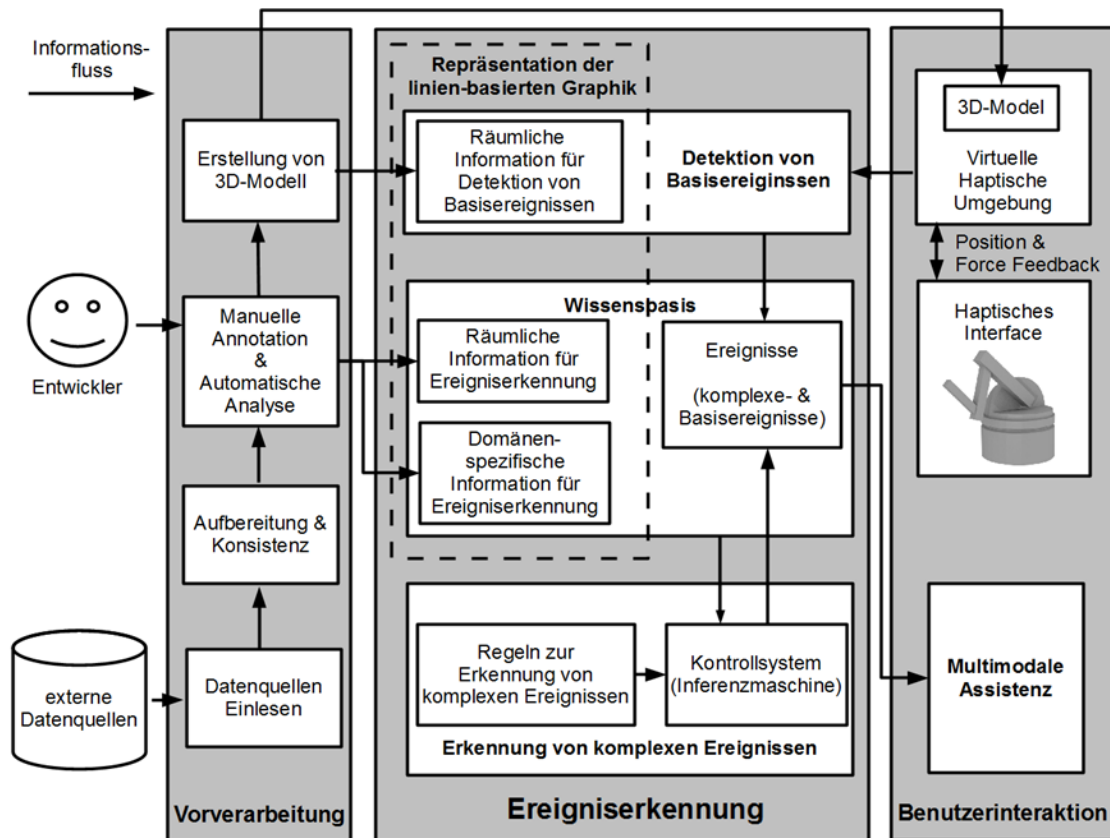 Informations-
fluss
Entwickler
externe
Datenquellen
Erstellung von
3D-Modell
Manuelle
Annotation
&
Automatische
Analyse
Aufbereitung &
Konsistenz
Datenquellen
Einlesen
Vorverarbeitung
Repräsentation der
linien-basierten Graphik
Räumliche
Information für
Detektion von
Basisereignissen
Detektion von
Basisereiginssen
Wissensbasis
Räumliche
Information für
Ereigniserkennung
Domänen-
spezifische
Information für
Ereigniserkennung
Ereignisse
(komplexe- &
Basisereignisse)
Regeln zur
Erkennung von
komplexen Ereignissen
Kontrollsystem
(Inferenzmaschine)
Erkennung von komplexen Ereignissen
Ereigniserkennung
3D-Model
Virtuelle
Haptische
Umgebung
Position &
Force Feedback
Haptisches
Interface
Multimodale
Assistenz
Benutzerinteraktion